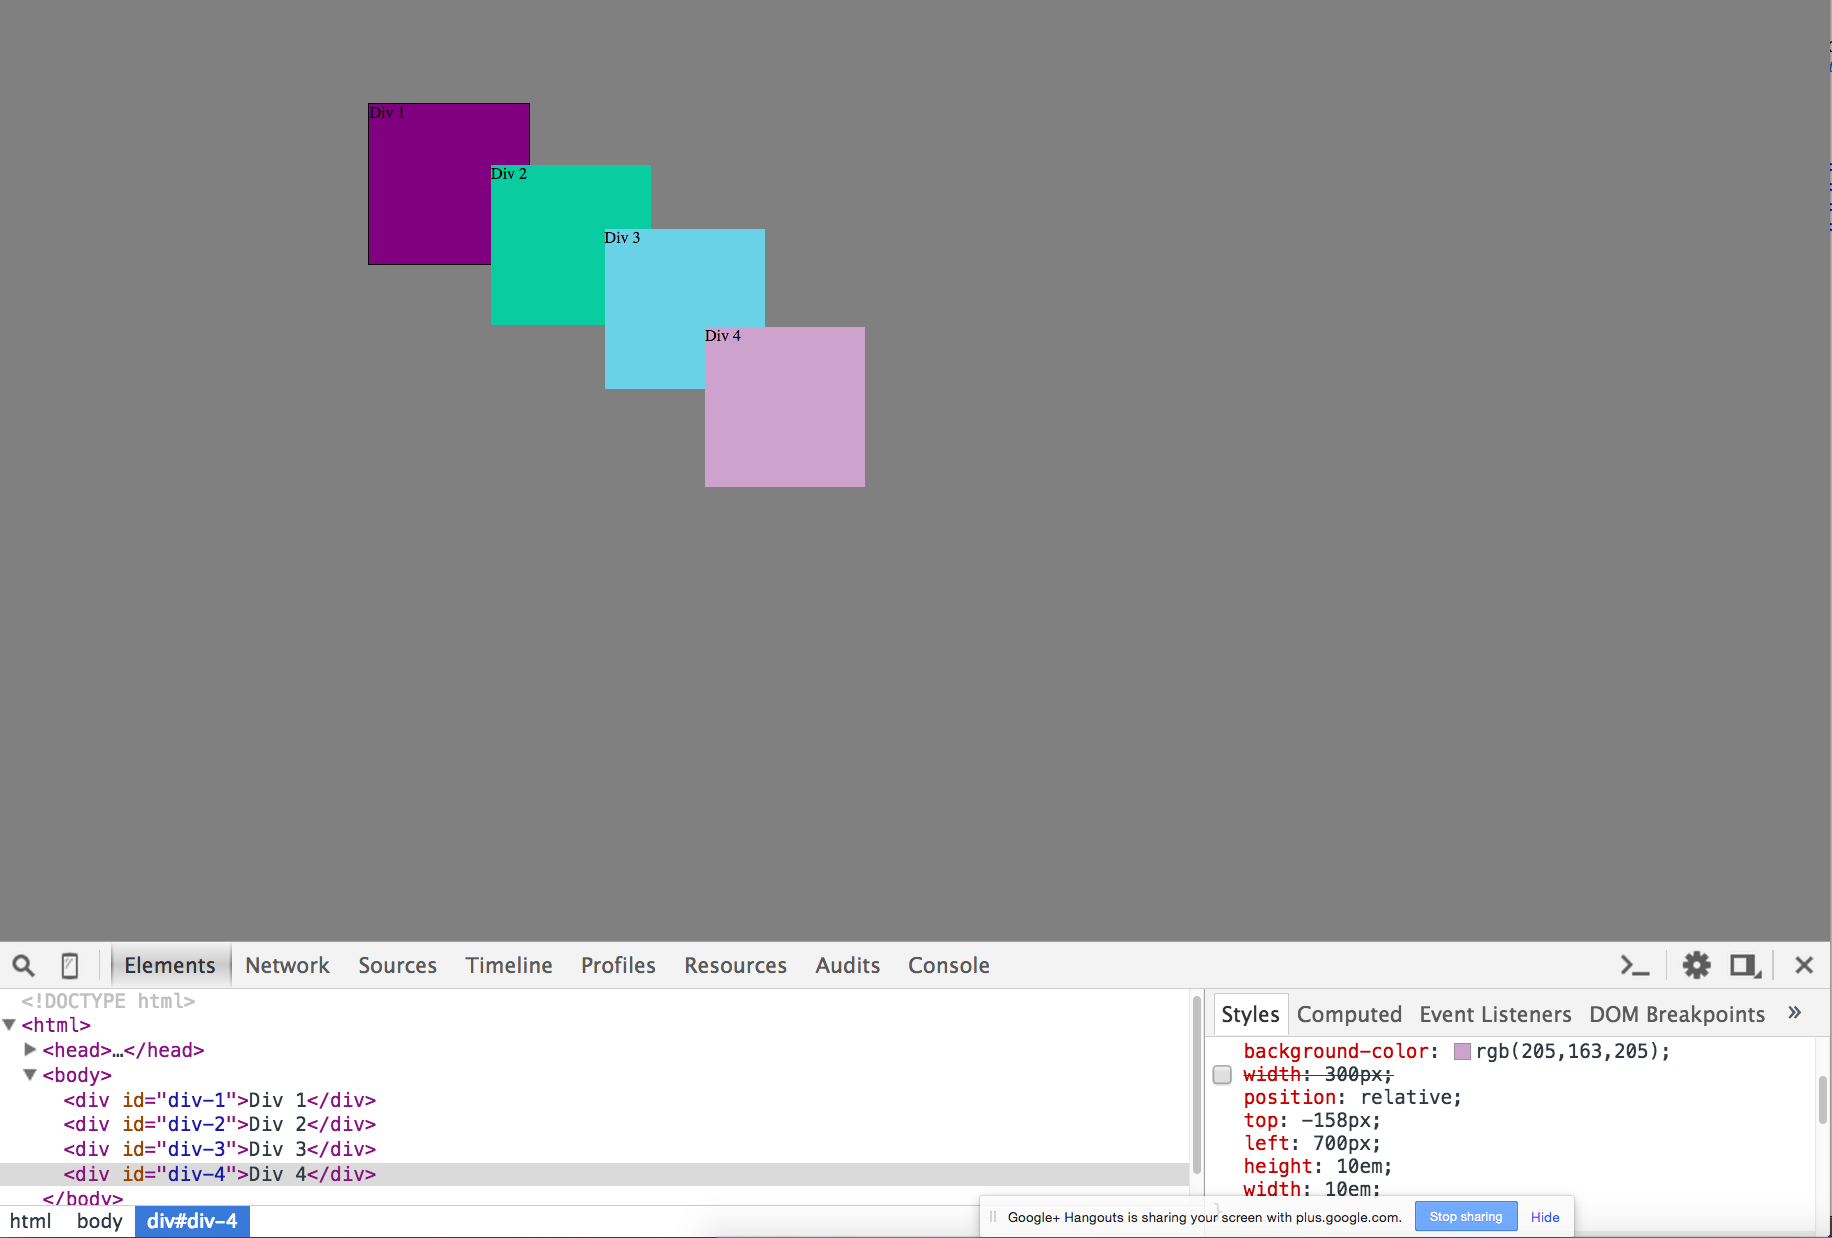 Div 1
Div 2
Div 3
Div 4
Elements Network Sources Timeline Profiles Resources Audits Console
<!DOCTYPE html>
<html>
<head>…</head>
<body>
<div id="div-1">Div 1</div>
<div id="div-2">Div 2</div>
<div id="div-3">Div 3</div>
<div id="div-4">Div 4</div>
</body>
html body div#div-4
Styles Computed Event Listeners DOM Breakpoints »
background-color: rgb(205,163,205);
width: 300px;
position: relative;
top: -158px;
left: 700px;
height: 10em;
width: 10em;
}
Google+ Hangouts is sharing your screen with plus.google.com. Stop sharing Hide